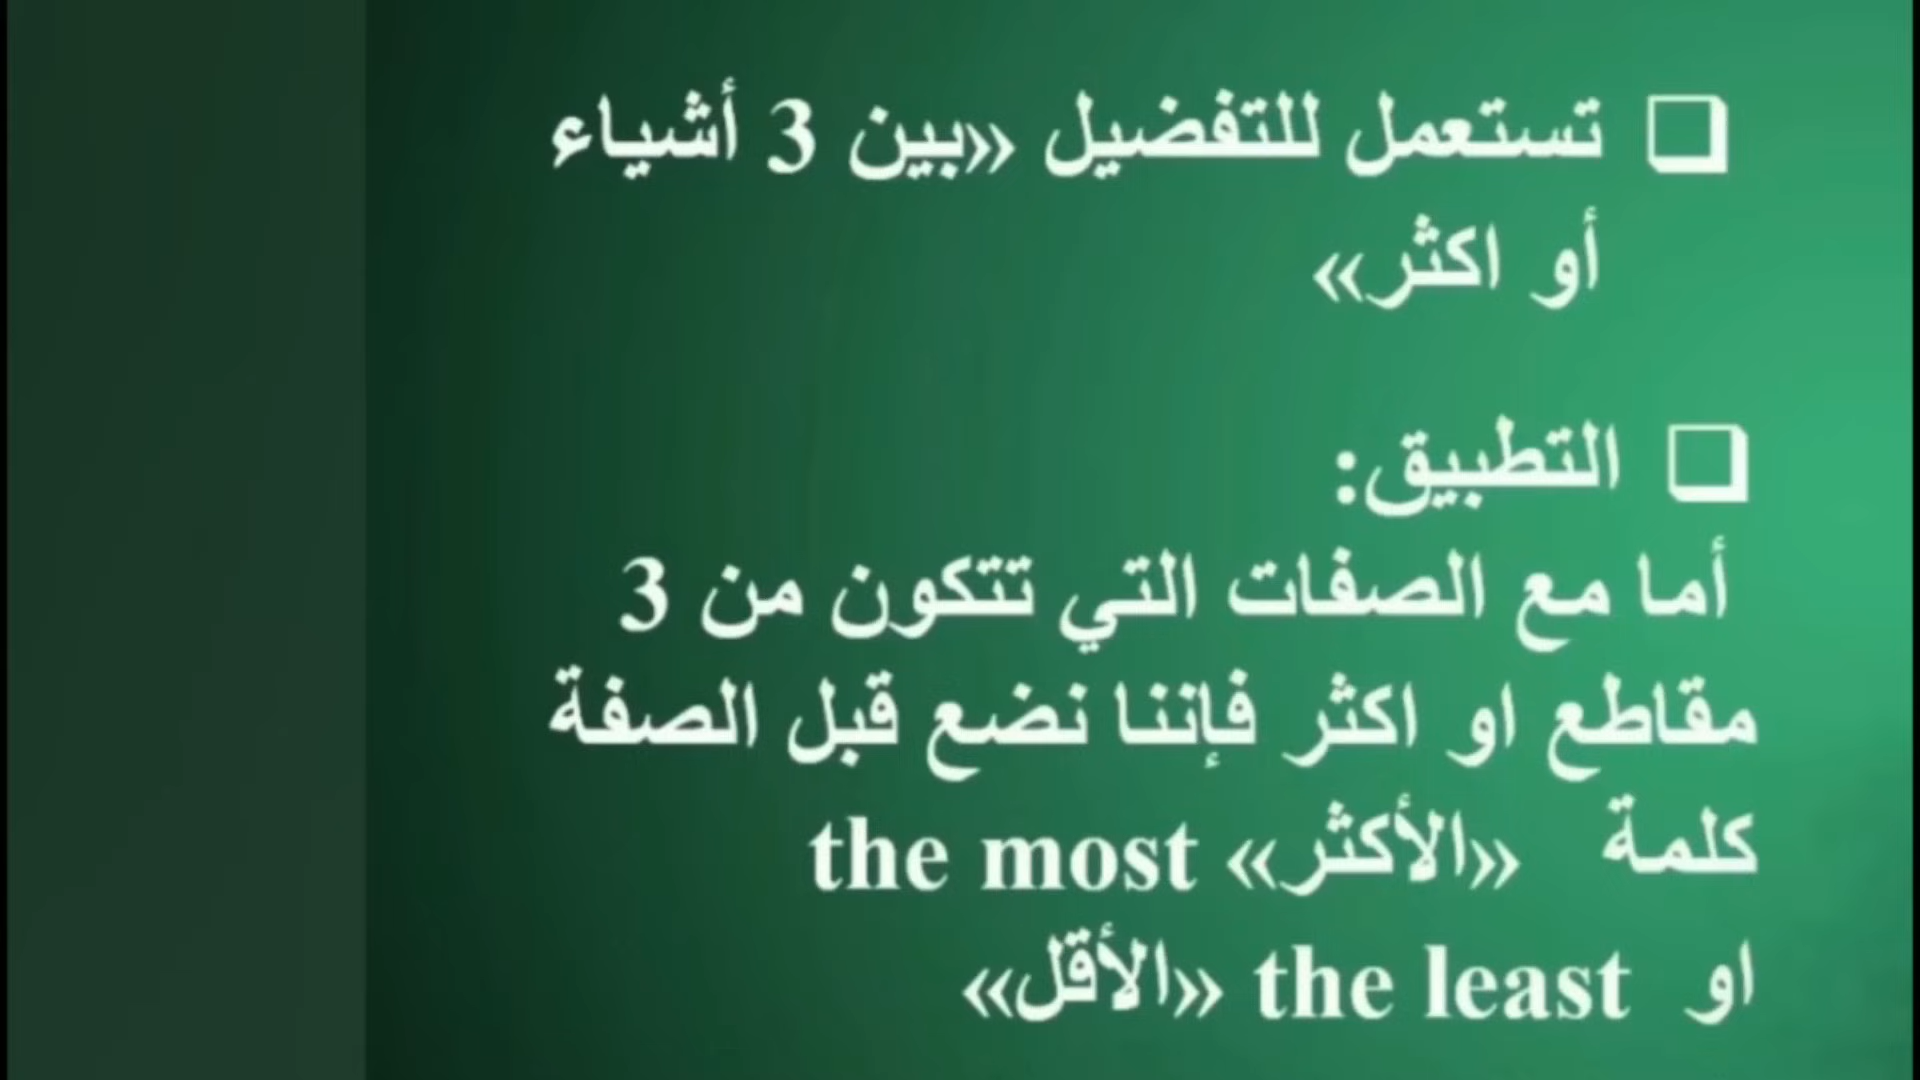 ❑ تستعمل للتفضيل «بين 3 أشياء
أو اكثر»
❑ التطبيق:
أما مع الصفات التي تتكون من 3
مقاطع او اكثر فإننا نضع قبل الصفة
كلمة «الأكثر» the most
او the least «الأقل»